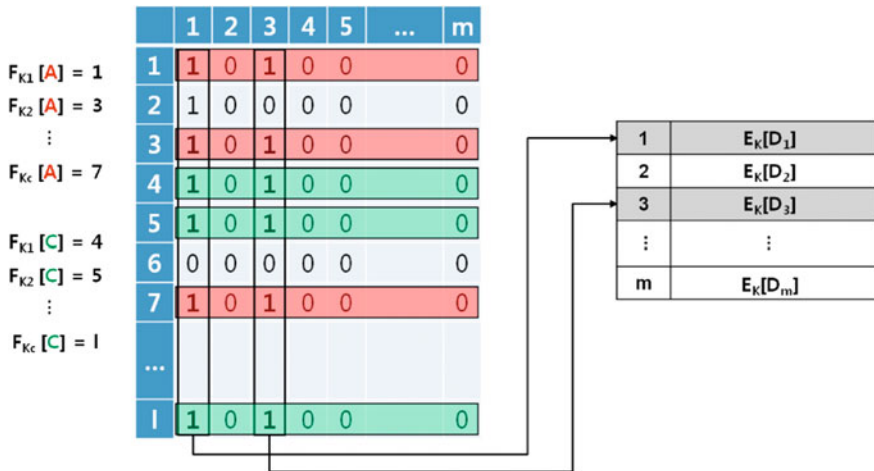 1 2 3 4 5 ... m
1 1 0 1 0 0 0
2 1 0 0 0 0 0
3 1 0 1 0 0 0
4 1 0 1 0 0 0
5 1 0 1 0 0 0
6 0 0 0 0 0 0
7 1 0 1 0 0 0
...
l 1 0 1 0 0 0
F_K1 [A] = 1
F_K2 [A] = 3
⋮
F_Kc [A] = 7
F_K1 [C] = 4
F_K2 [C] = 5
⋮
F_Kc [C] = l
1 E_K[D_1]
2 E_K[D_2]
3 E_K[D_3]
⋮ ⋮
m E_K[D_m]